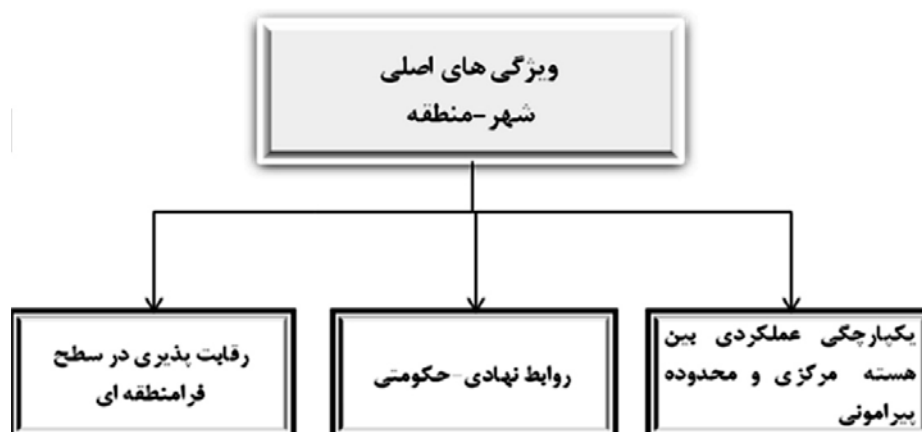 ویژگی های اصلی
شهر-منطقه
یکپارچگی عملکردی بین
هسته مرکزی و محدوده
پیرامونی
روابط نهادی-حکومتی
رقابت پذیری در سطح
فرامنطقه ای